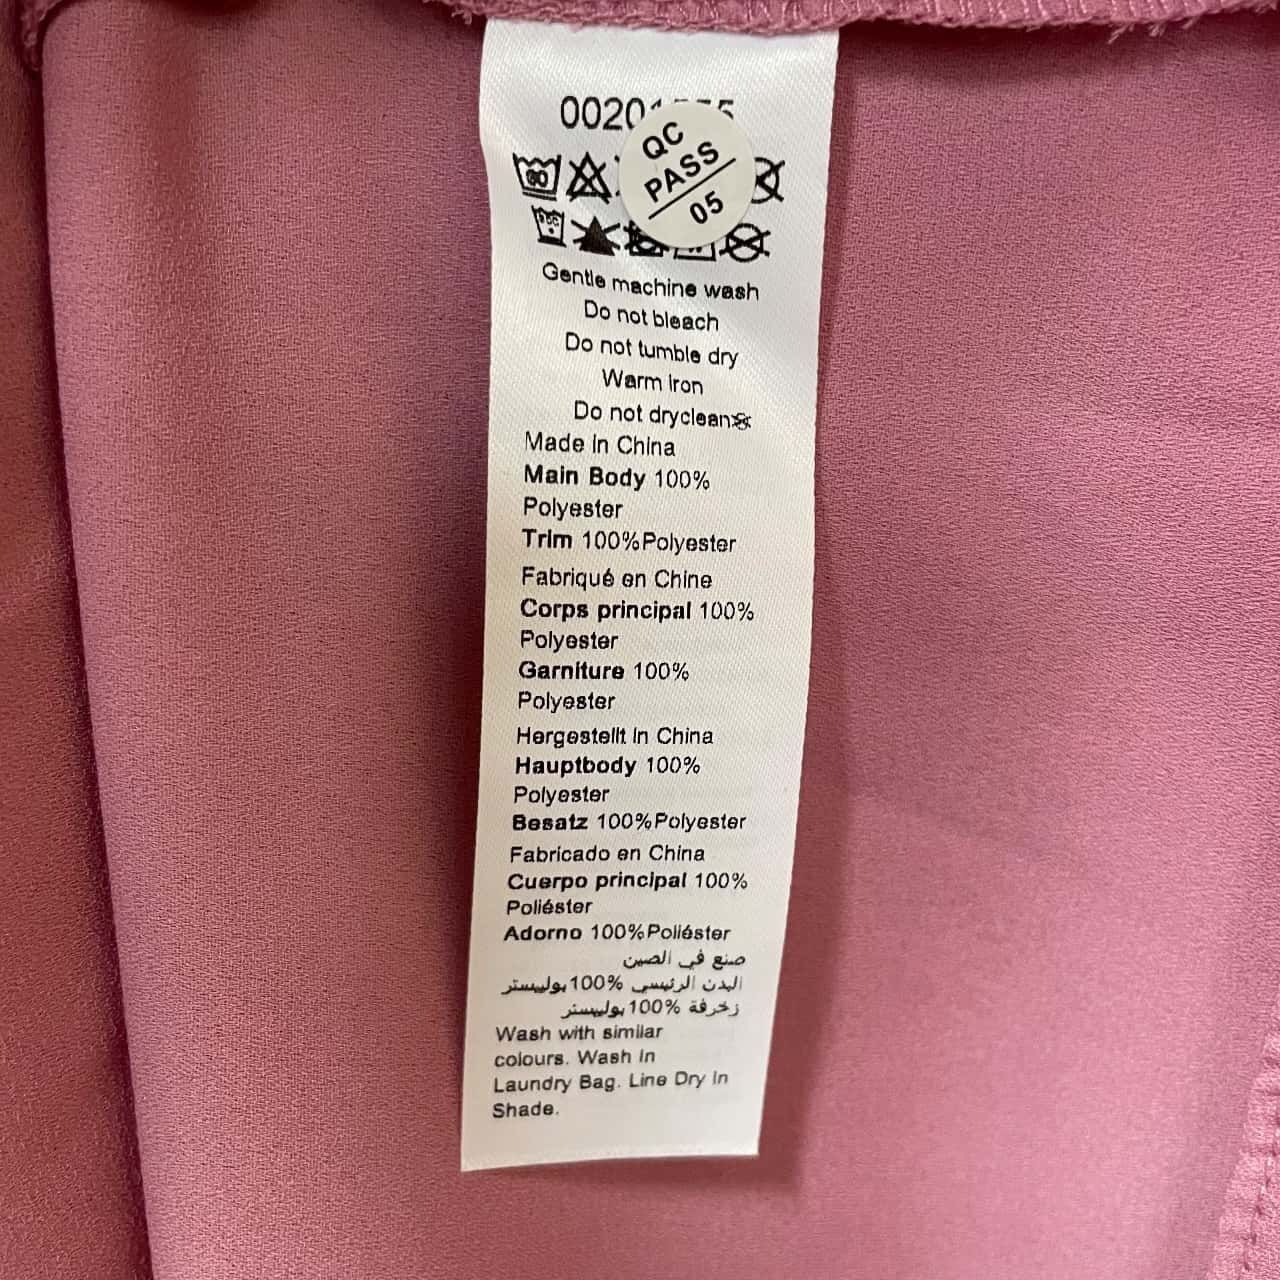 QC
PASS
05
Gentle machine wash
Do not bleach
Do not tumble dry
Warm iron
Do not dryclean
Made in China
Main Body 100%
Polyester
Trim 100%Polyester
Fabriqué en Chine
Corps principal 100%
Polyester
Garniture 100%
Polyester
Hergestellt in China
Hauptbody 100%
Polyester
Besatz 100%Polyester
Fabricado en China
Cuerpo principal 100%
Poliéster
Adorno 100%Poliéster
صنع في الصين
البدن الرئيسي 100%بوليیستر
زخرفة 100%بوليیستر
Wash with similar
colours. Wash in
Laundry Bag. Line Dry in
Shade.